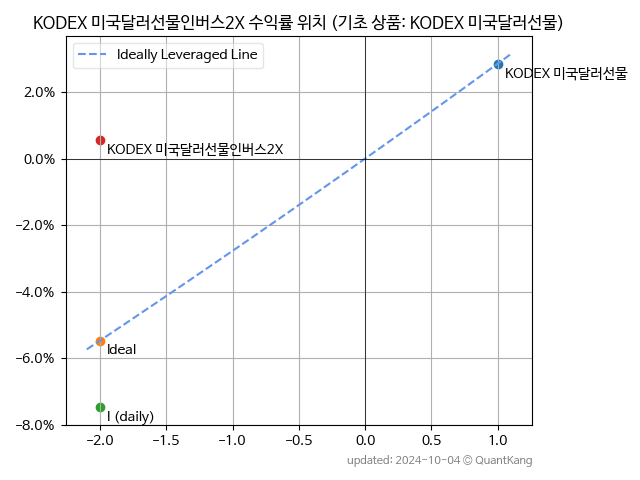 KODEX 미국달러선물인버스2X 수익률 위치 (기초 상품: KODEX 미국달러선물)
Ideally Leveraged Line
KODEX 미국달러선물
2.0%
KODEX 미국달러선물인버스2X
0.0%
−2.0%
−4.0%
Ideal
−6.0%
I (daily)
−8.0%
−2.0 −1.5 −1.0 −0.5 0.0 0.5 1.0
updated: 2024-10-04 © QuantKang